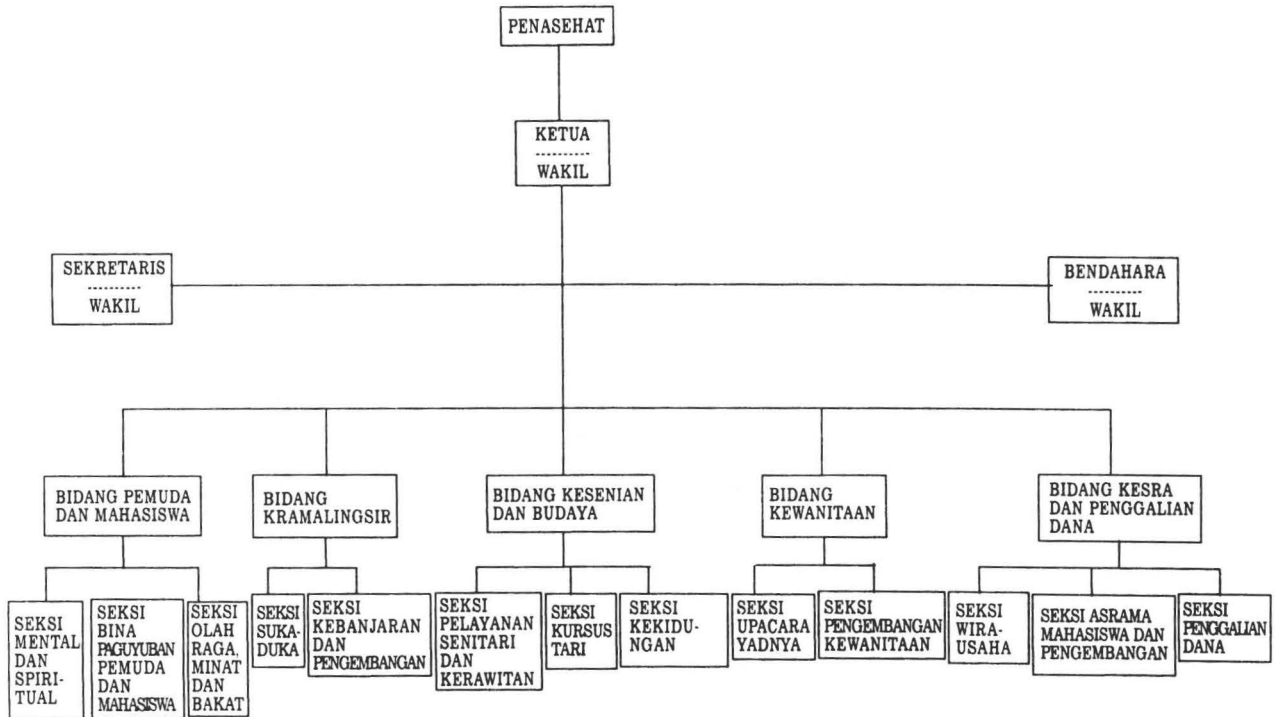 PENASEHAT
KETUA
---------
WAKIL
SEKRETARIS
---------
WAKIL
BENDAHARA
---------
WAKIL
BIDANG PEMUDA
DAN MAHASISWA
BIDANG
KRAMALINGSIR
BIDANG KESENIAN
DAN BUDAYA
BIDANG
KEWANITAAN
BIDANG KESRA
DAN PENGGALIAN
DANA
SEKSI
MENTAL
DAN
SPIRI-
TUAL
SEKSI
BINA
PAGUYUBAN
PEMUDA
DAN
MAHASISWA
SEKSI
OLAH
RAGA,
MINAT
DAN
BAKAT
SEKSI
SUKA-
DUKA
SEKSI
KEBANJARAN
DAN
PENGEMBANGAN
SEKSI
PELAYANAN
SENITARI
DAN
KERAWITAN
SEKSI
KURSUS
TARI
SEKSI
KEKIDU-
NGAN
SEKSI
UPACARA
YADNYA
SEKSI
PENGEMBANGAN
KEWANITAAN
SEKSI
WIRA-
USAHA
SEKSI ASRAMA
MAHASISWA DAN
PENGEMBANGAN
SEKSI
PENGGALIAN
DANA